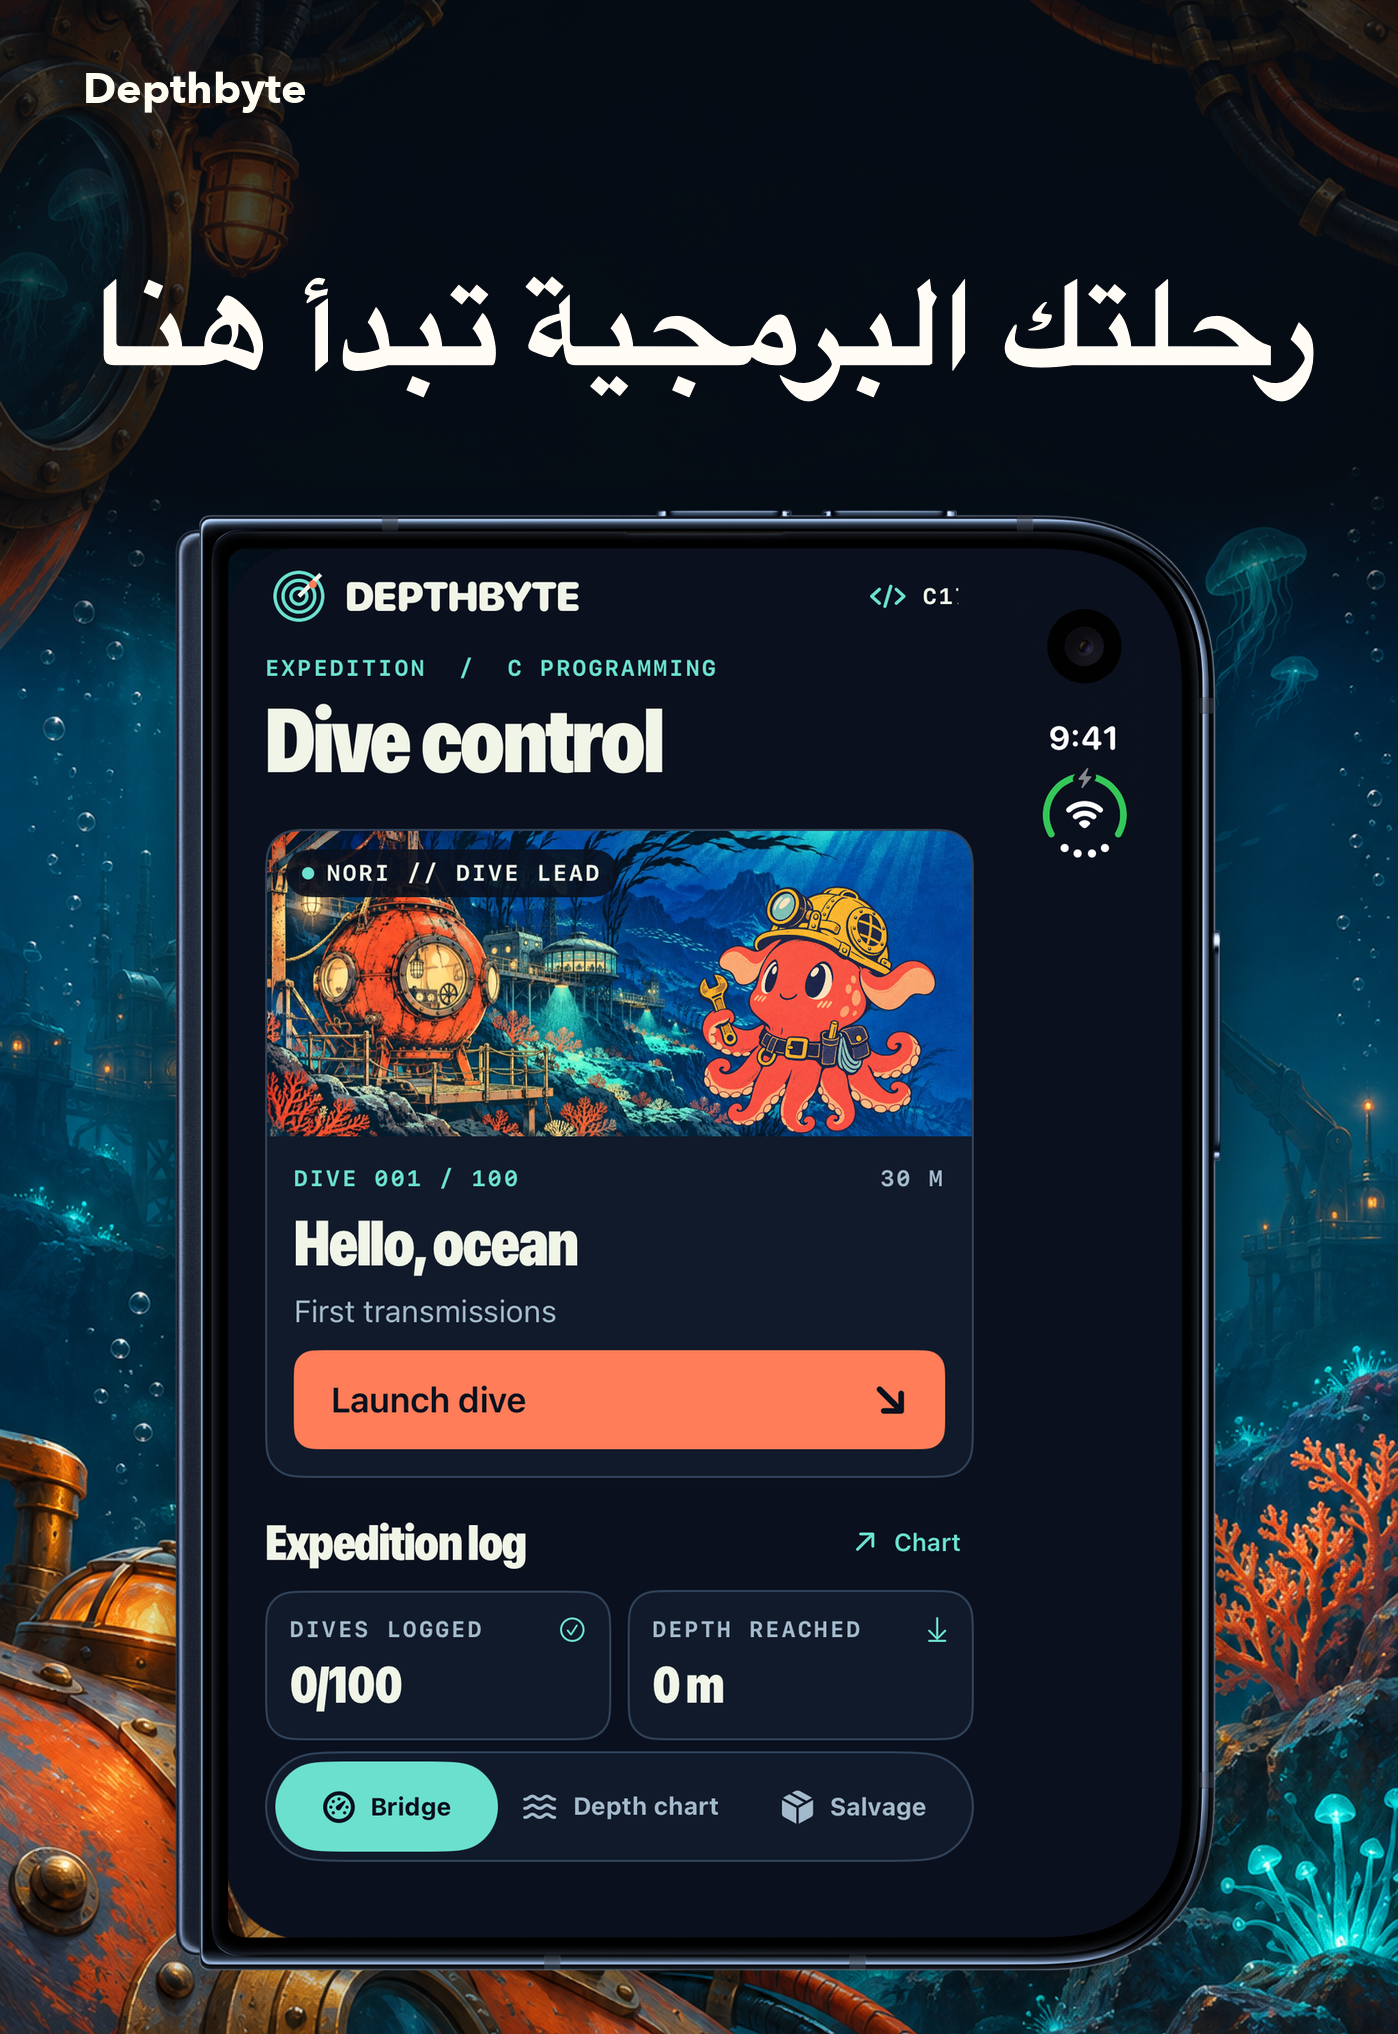 Depthbyte
رحلتك البرمجية تبدأ هنا
DEPTHBYTE
EXPEDITION / C PROGRAMMING
Dive control
9:41
NORI // DIVE LEAD
DIVE 001 / 100 30 M
Hello, ocean
First transmissions
Launch dive
Expedition log Chart
DIVES LOGGED DEPTH REACHED
0/100 0 m
Bridge Depth chart Salvage